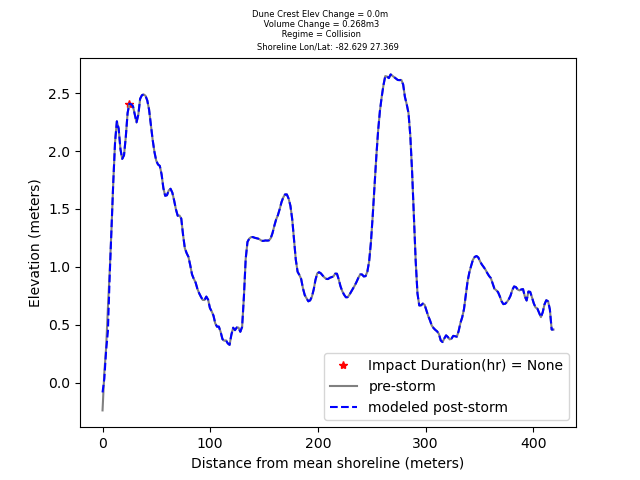 Dune Crest Elev Change = 0.0m
Volume Change = 0.268m3
Regime = Collision
Shoreline Lon/Lat: -82.629 27.369
2.5
2.0
1.5
1.0
0.5
0.0
Elevation (meters)
Impact Duration(hr) = None
pre-storm
modeled post-storm
0
100
200
300
400
Distance from mean shoreline (meters)